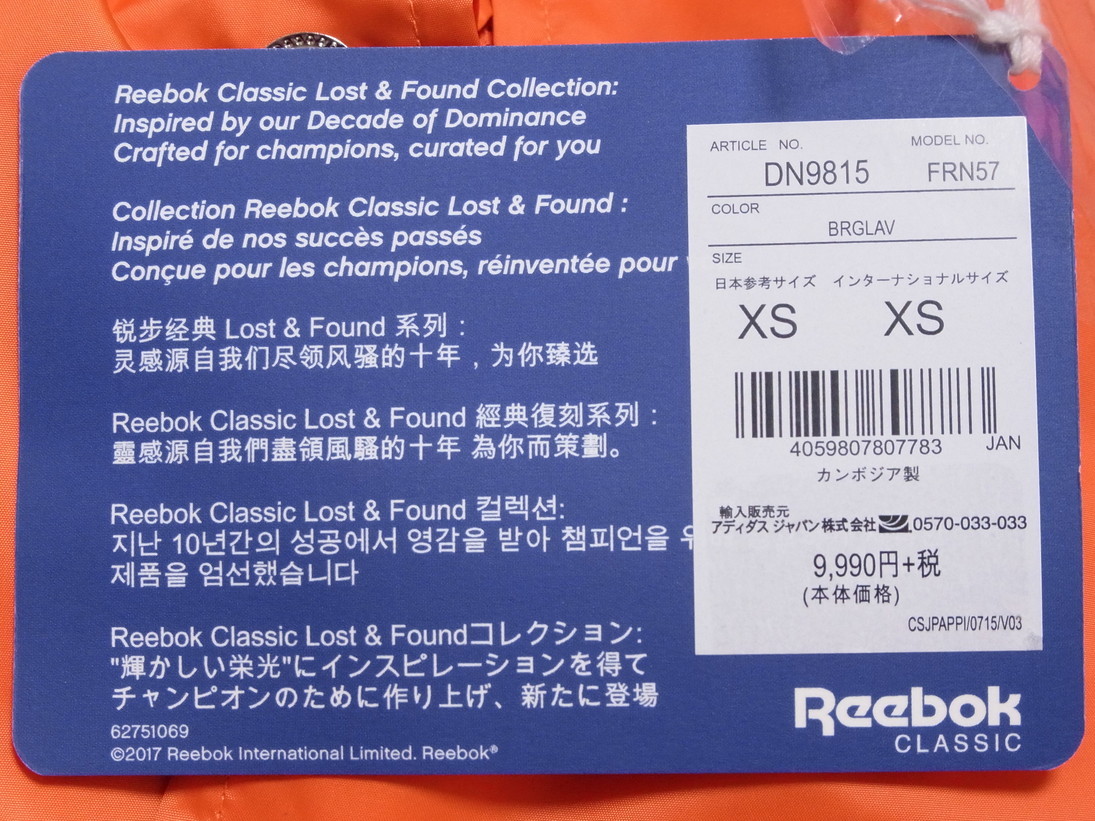 Reebok Classic Lost & Found Collection:
Inspired by our Decade of Dominance
Crafted for champions, curated for you
Collection Reebok Classic Lost & Found :
Inspiré de nos succès passés
Conçue pour les champions, réinventée pour
锐步经典 Lost & Found 系列：
灵感源自我们尽领风骚的十年，为你臻选
Reebok Classic Lost & Found 經典復刻系列：
靈感源自我們盡領風騷的十年 為你而策劃。
Reebok Classic Lost & Found 컬렉션:
지난 10년간의 성공에서 영감을 받아 챔피언을
제품을 엄선했습니다
Reebok Classic Lost & Foundコレクション:
"輝かしい栄光"にインスピレーションを得て
チャンピオンのために作り上げ、新たに登場
62751069
©2017 Reebok International Limited. Reebok®
ARTICLE NO. MODEL NO.
DN9815 FRN57
COLOR
BRGLAV
SIZE
日本参考サイズ インターナショナルサイズ
XS XS
4059807807783 JAN
カンボジア製
輸入販売元
アディダス ジャパン株式会社 0570-033-033
9,990円+税
(本体価格)
CSJPAPPI/0715/V03
Reebok
CLASSIC